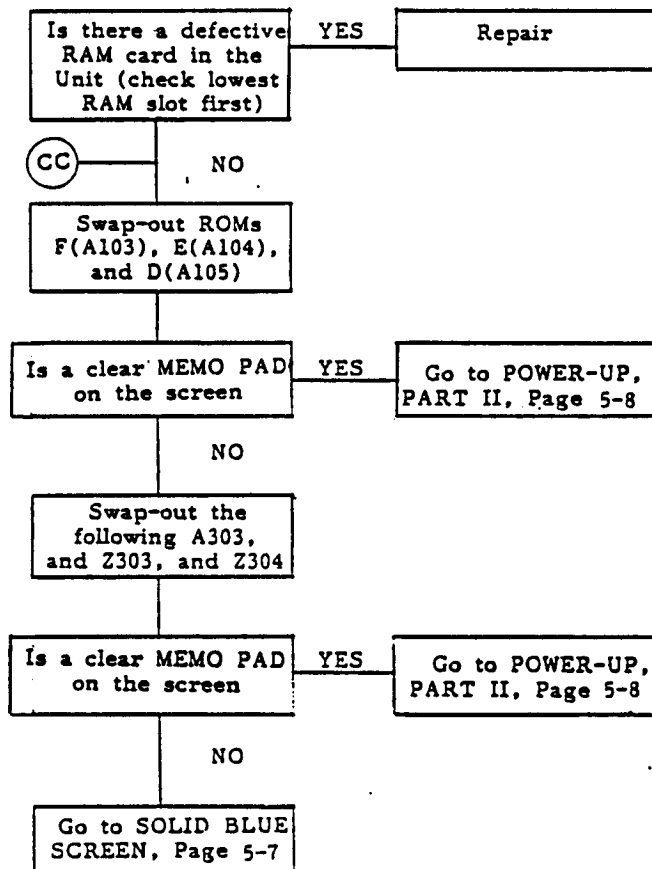 Is there a defective
RAM card in the
Unit (check lowest
RAM slot first)
YES
Repair
CC
NO
Swap-out ROMs
F(A103), E(A104),
and D(A105)
Is a clear MEMO PAD
on the screen
YES
Go to POWER-UP,
PART II, Page 5-8
NO
Swap-out the
following A303,
and Z303, and Z304
Is a clear MEMO PAD
on the screen
YES
Go to POWER-UP,
PART II, Page 5-8
NO
Go to SOLID BLUE
SCREEN, Page 5-7